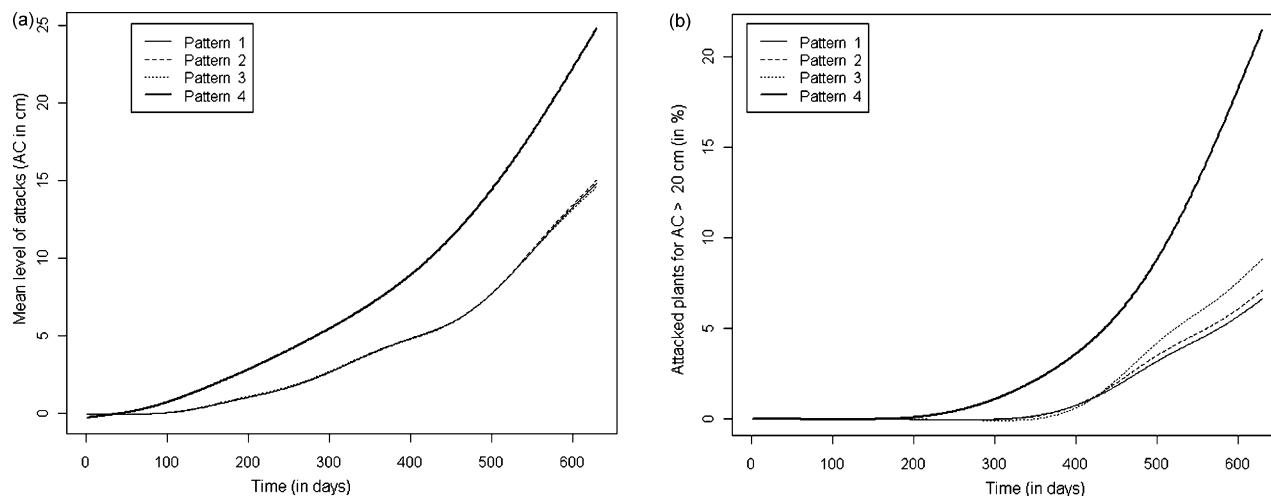 (a)
Mean level of attacks (AC in cm)
25
20
15
10
5
0
Pattern 1
Pattern 2
Pattern 3
Pattern 4
0 100 200 300 400 500 600
Time (in days)
(b)
Attacked plants for AC > 20 cm (in %)
20
15
10
5
0
Pattern 1
Pattern 2
Pattern 3
Pattern 4
0 100 200 300 400 500 600
Time (in days)